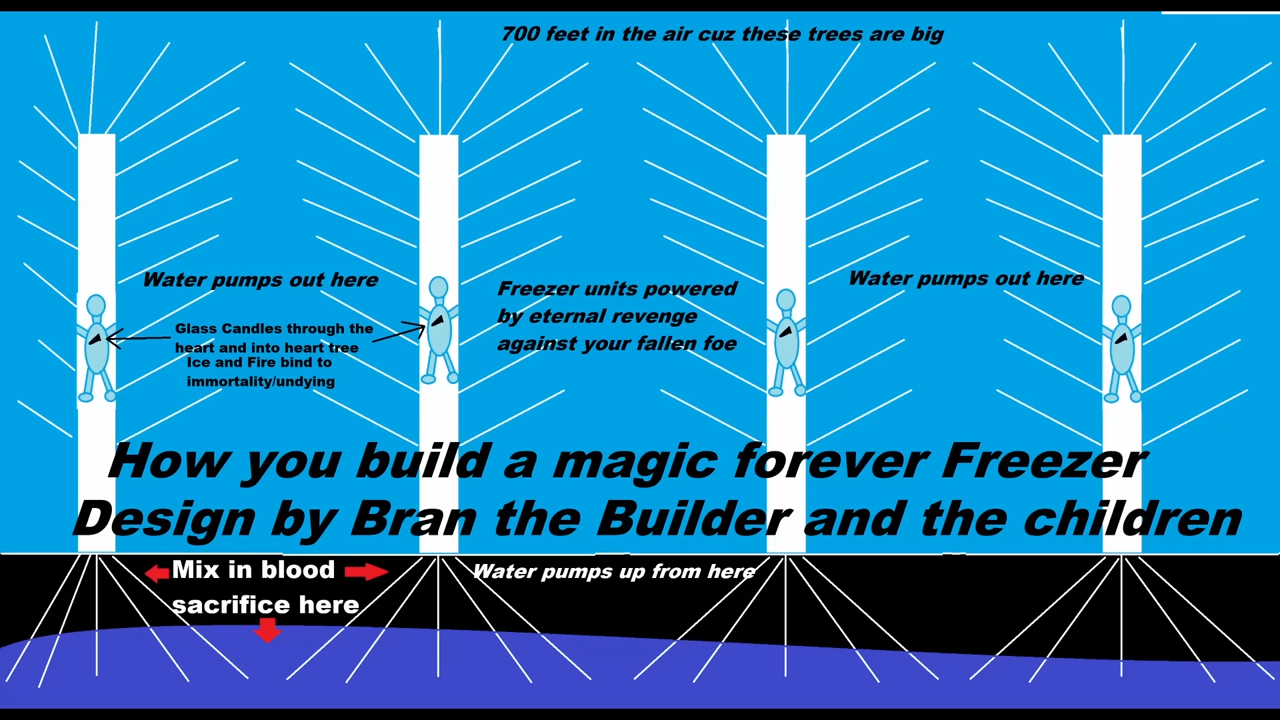 700 feet in the air cuz these trees are big
Water pumps out here
Freezer units powered
by eternal revenge
against your fallen foe
Water pumps out here
Glass Candles through the
heart and into heart tree
Ice and Fire bind to
immortality/undying
How you build a magic forever Freezer
Design by Bran the Builder and the children
Mix in blood
sacrifice here
Water pumps up from here